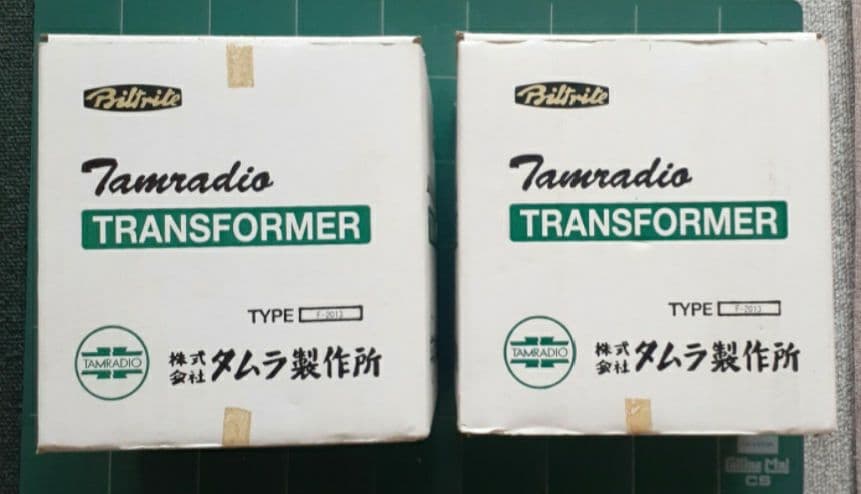 Biltrite
Tamradio
TRANSFORMER
TYPE F-2013
TAMRADIO
株式会社タムラ製作所
Biltrite
Tamradio
TRANSFORMER
TYPE F-2013
TAMRADIO
株式会社タムラ製作所
CS